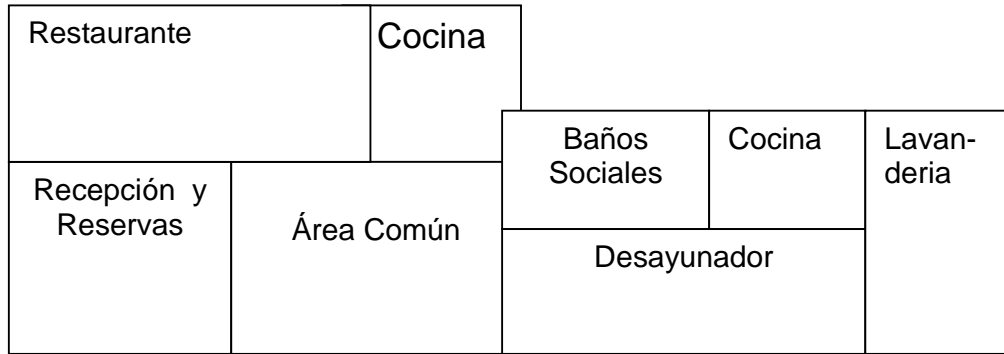 Restaurante
Cocina
Baños
Sociales
Cocina
Lavan-
deria
Recepción y
Reservas
Área Común
Desayunador